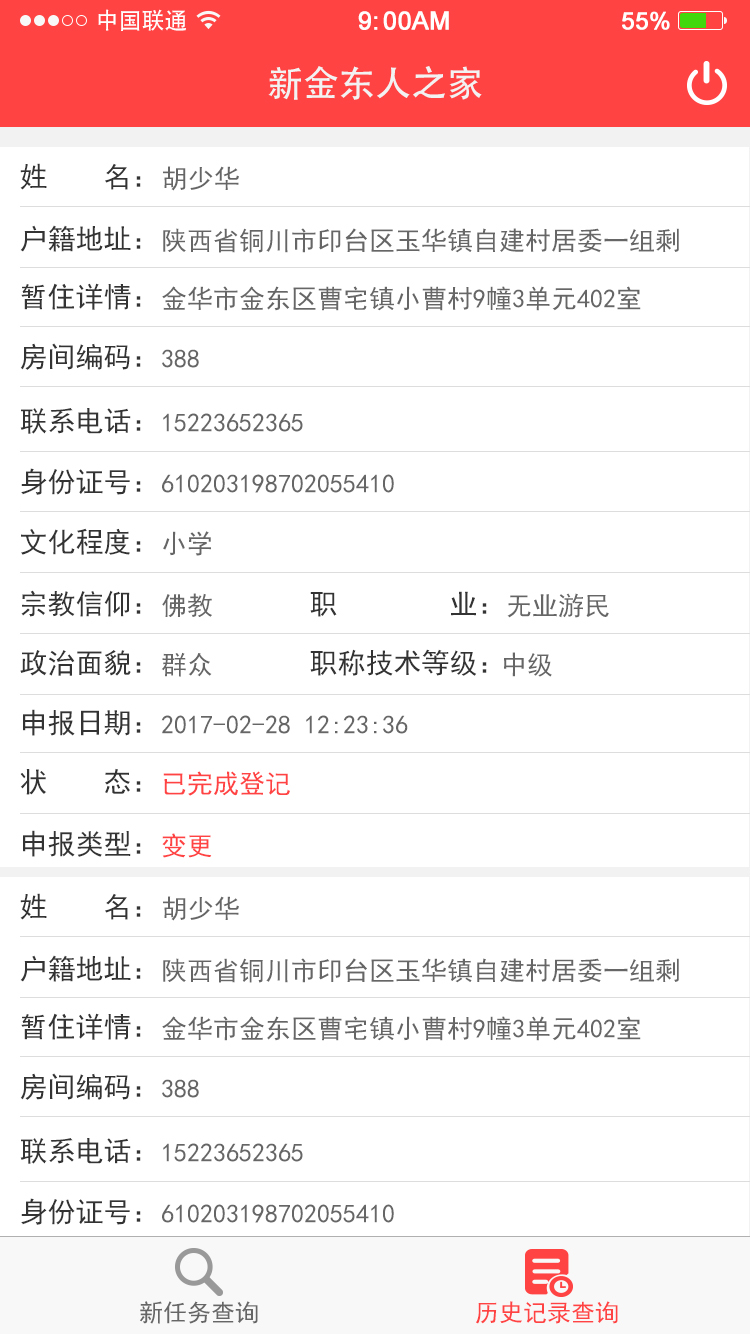 中国联通 9:00AM 55%
新金东人之家
姓 名: 胡少华
户籍地址: 陕西省铜川市印台区玉华镇自建村居委一组剩
暂住详情: 金华市金东区曹宅镇小曹村9幢3单元402室
房间编码: 388
联系电话: 15223652365
身份证号: 610203198702055410
文化程度: 小学
宗教信仰: 佛教 职 业: 无业游民
政治面貌: 群众 职称技术等级: 中级
申报日期: 2017-02-28 12:23:36
状 态: 已完成登记
申报类型: 变更
姓 名: 胡少华
户籍地址: 陕西省铜川市印台区玉华镇自建村居委一组剩
暂住详情: 金华市金东区曹宅镇小曹村9幢3单元402室
房间编码: 388
联系电话: 15223652365
身份证号: 610203198702055410
新任务查询 历史记录查询